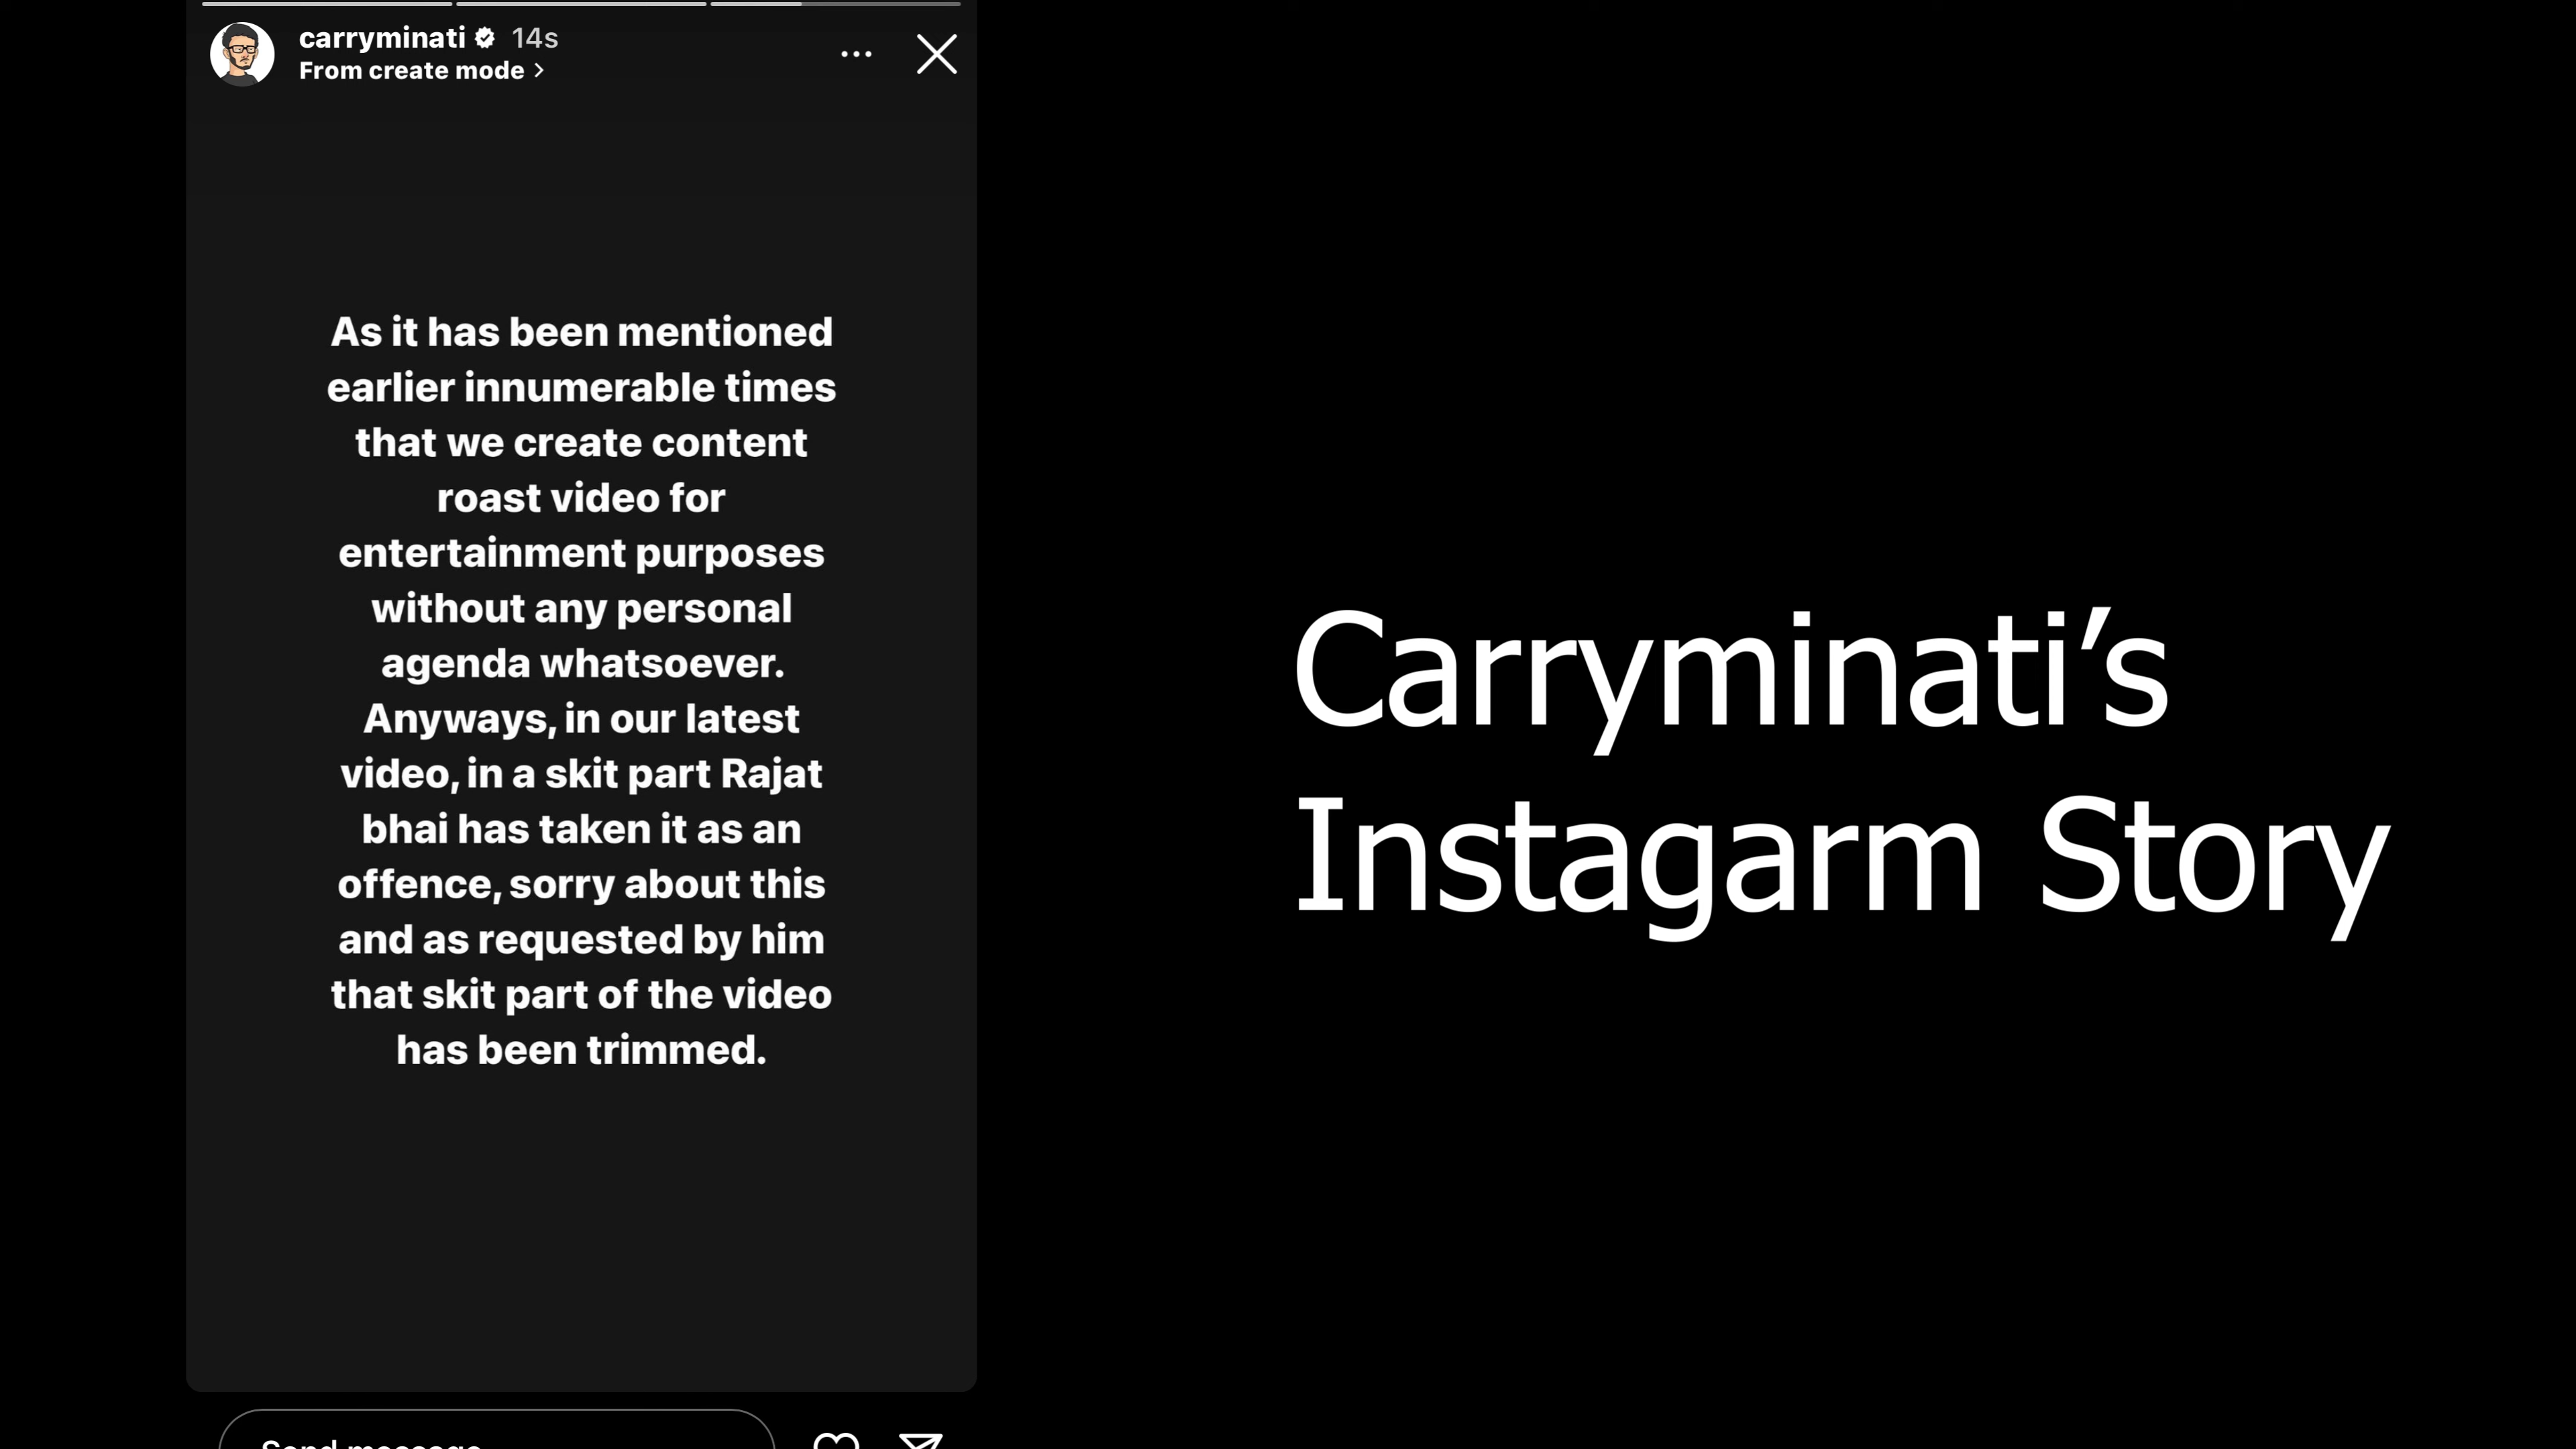 carryminati 14s
From create mode >
As it has been mentioned
earlier innumerable times
that we create content
roast video for
entertainment purposes
without any personal
agenda whatsoever.
Anyways, in our latest
video, in a skit part Rajat
bhai has taken it as an
offence, sorry about this
and as requested by him
that skit part of the video
has been trimmed.
Send message
Carryminati’s
Instagarm Story